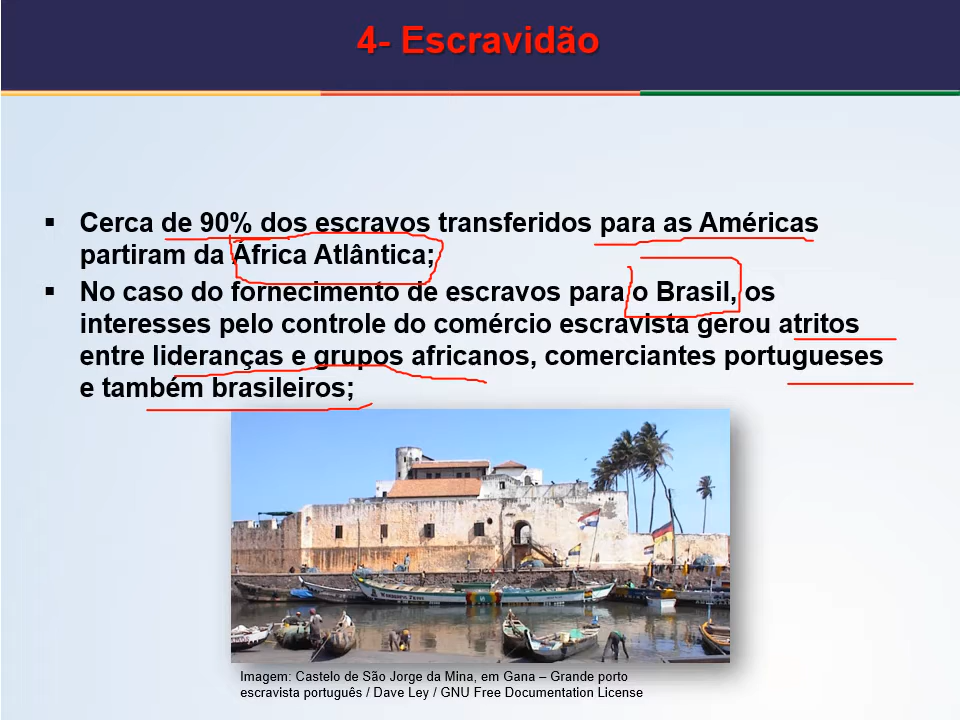 4- Escravidão
▪ Cerca de 90% dos escravos transferidos para as Américas
partiram da África Atlântica;
▪ No caso do fornecimento de escravos para o Brasil, os
interesses pelo controle do comércio escravista gerou atritos
entre lideranças e grupos africanos, comerciantes portugueses
e também brasileiros;
Imagem: Castelo de São Jorge da Mina, em Gana – Grande porto
escravista português / Dave Ley / GNU Free Documentation License